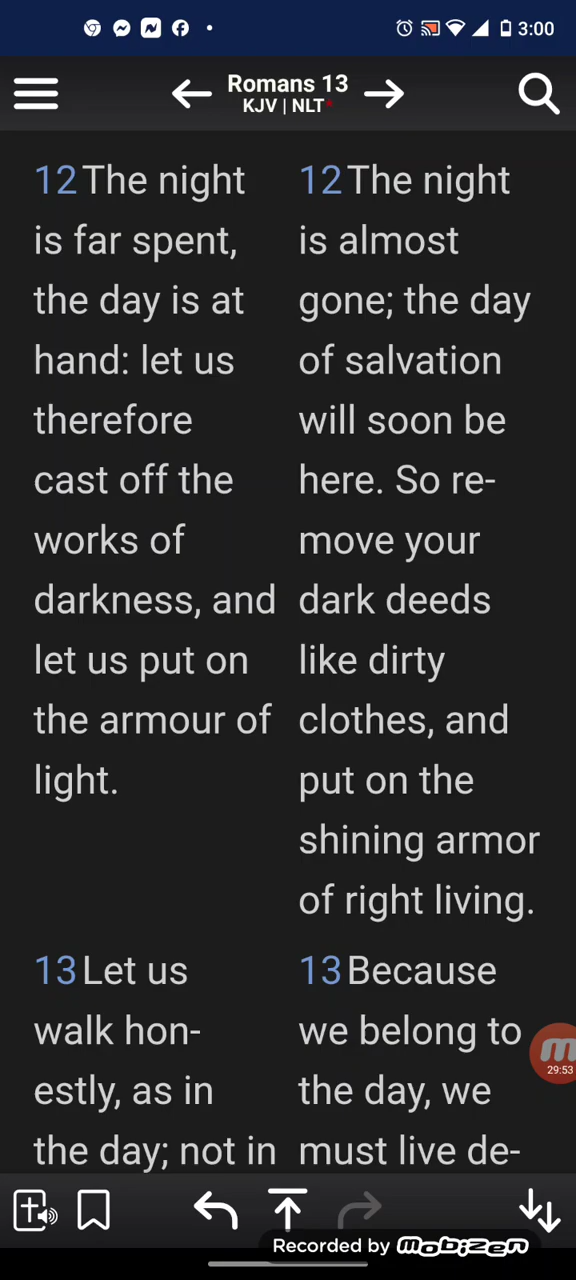 3:00
Romans 13
KJV | NLT*
12 The night
is far spent,
the day is at
hand: let us
therefore
cast off the
works of
darkness, and
let us put on
the armour of
light.
12 The night
is almost
gone; the day
of salvation
will soon be
here. So re-
move your
dark deeds
like dirty
clothes, and
put on the
shining armor
of right living.
13 Let us
walk hon-
estly, as in
the day; not in
13 Because
we belong to
the day, we
must live de-
29:53
Recorded by mobizen